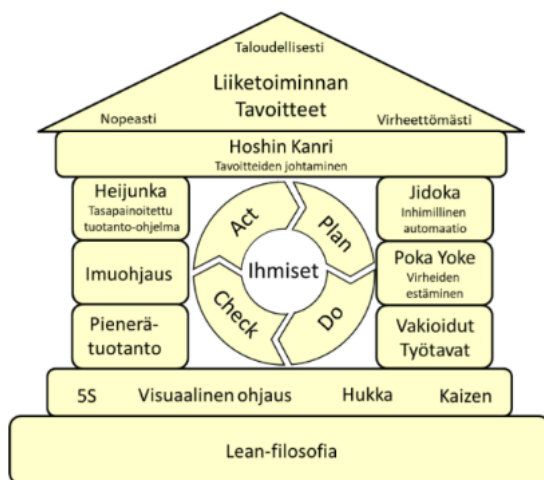 Taloudellisesti
Liiketoiminnan
Tavoitteet
Nopeasti
Virheettömästi
Hoshin Kanri
Tavoitteiden johtaminen
Heijunka
Tasapainoitettu
tuotanto-ohjelma
Imuohjaus
Pienerä-
tuotanto
Act
Plan
Ihmiset
Check
Do
Jidoka
Inhimillinen
automaatio
Poka Yoke
Virheiden
estäminen
Vakioidut
Työtavat
5S Visuaalinen ohjaus Hukka Kaizen
Lean-filosofia